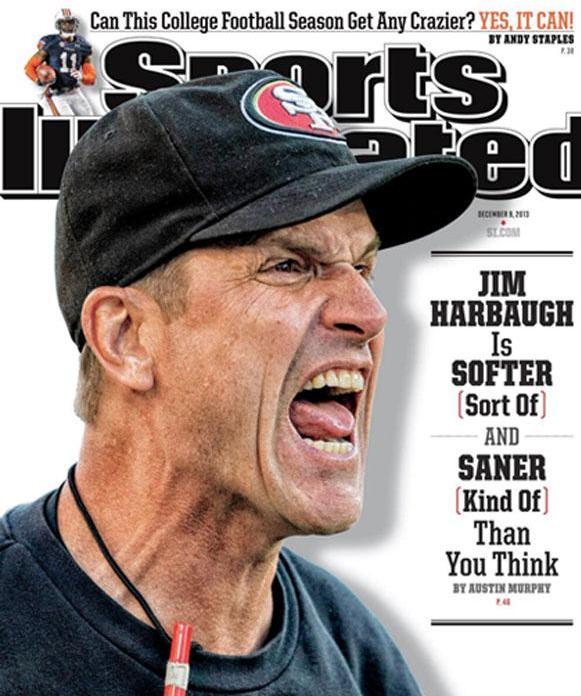 Can This College Football Season Get Any Crazier? YES, IT CAN!
BY ANDY STAPLES
P. 38
11
Sports
Illustrated
SF
DECEMBER 9, 2013
SI.COM
JIM
HARBAUGH
Is
SOFTER
(Sort Of)
AND
SANER
(Kind Of)
Than
You Think
BY AUSTIN MURPHY
P. 46